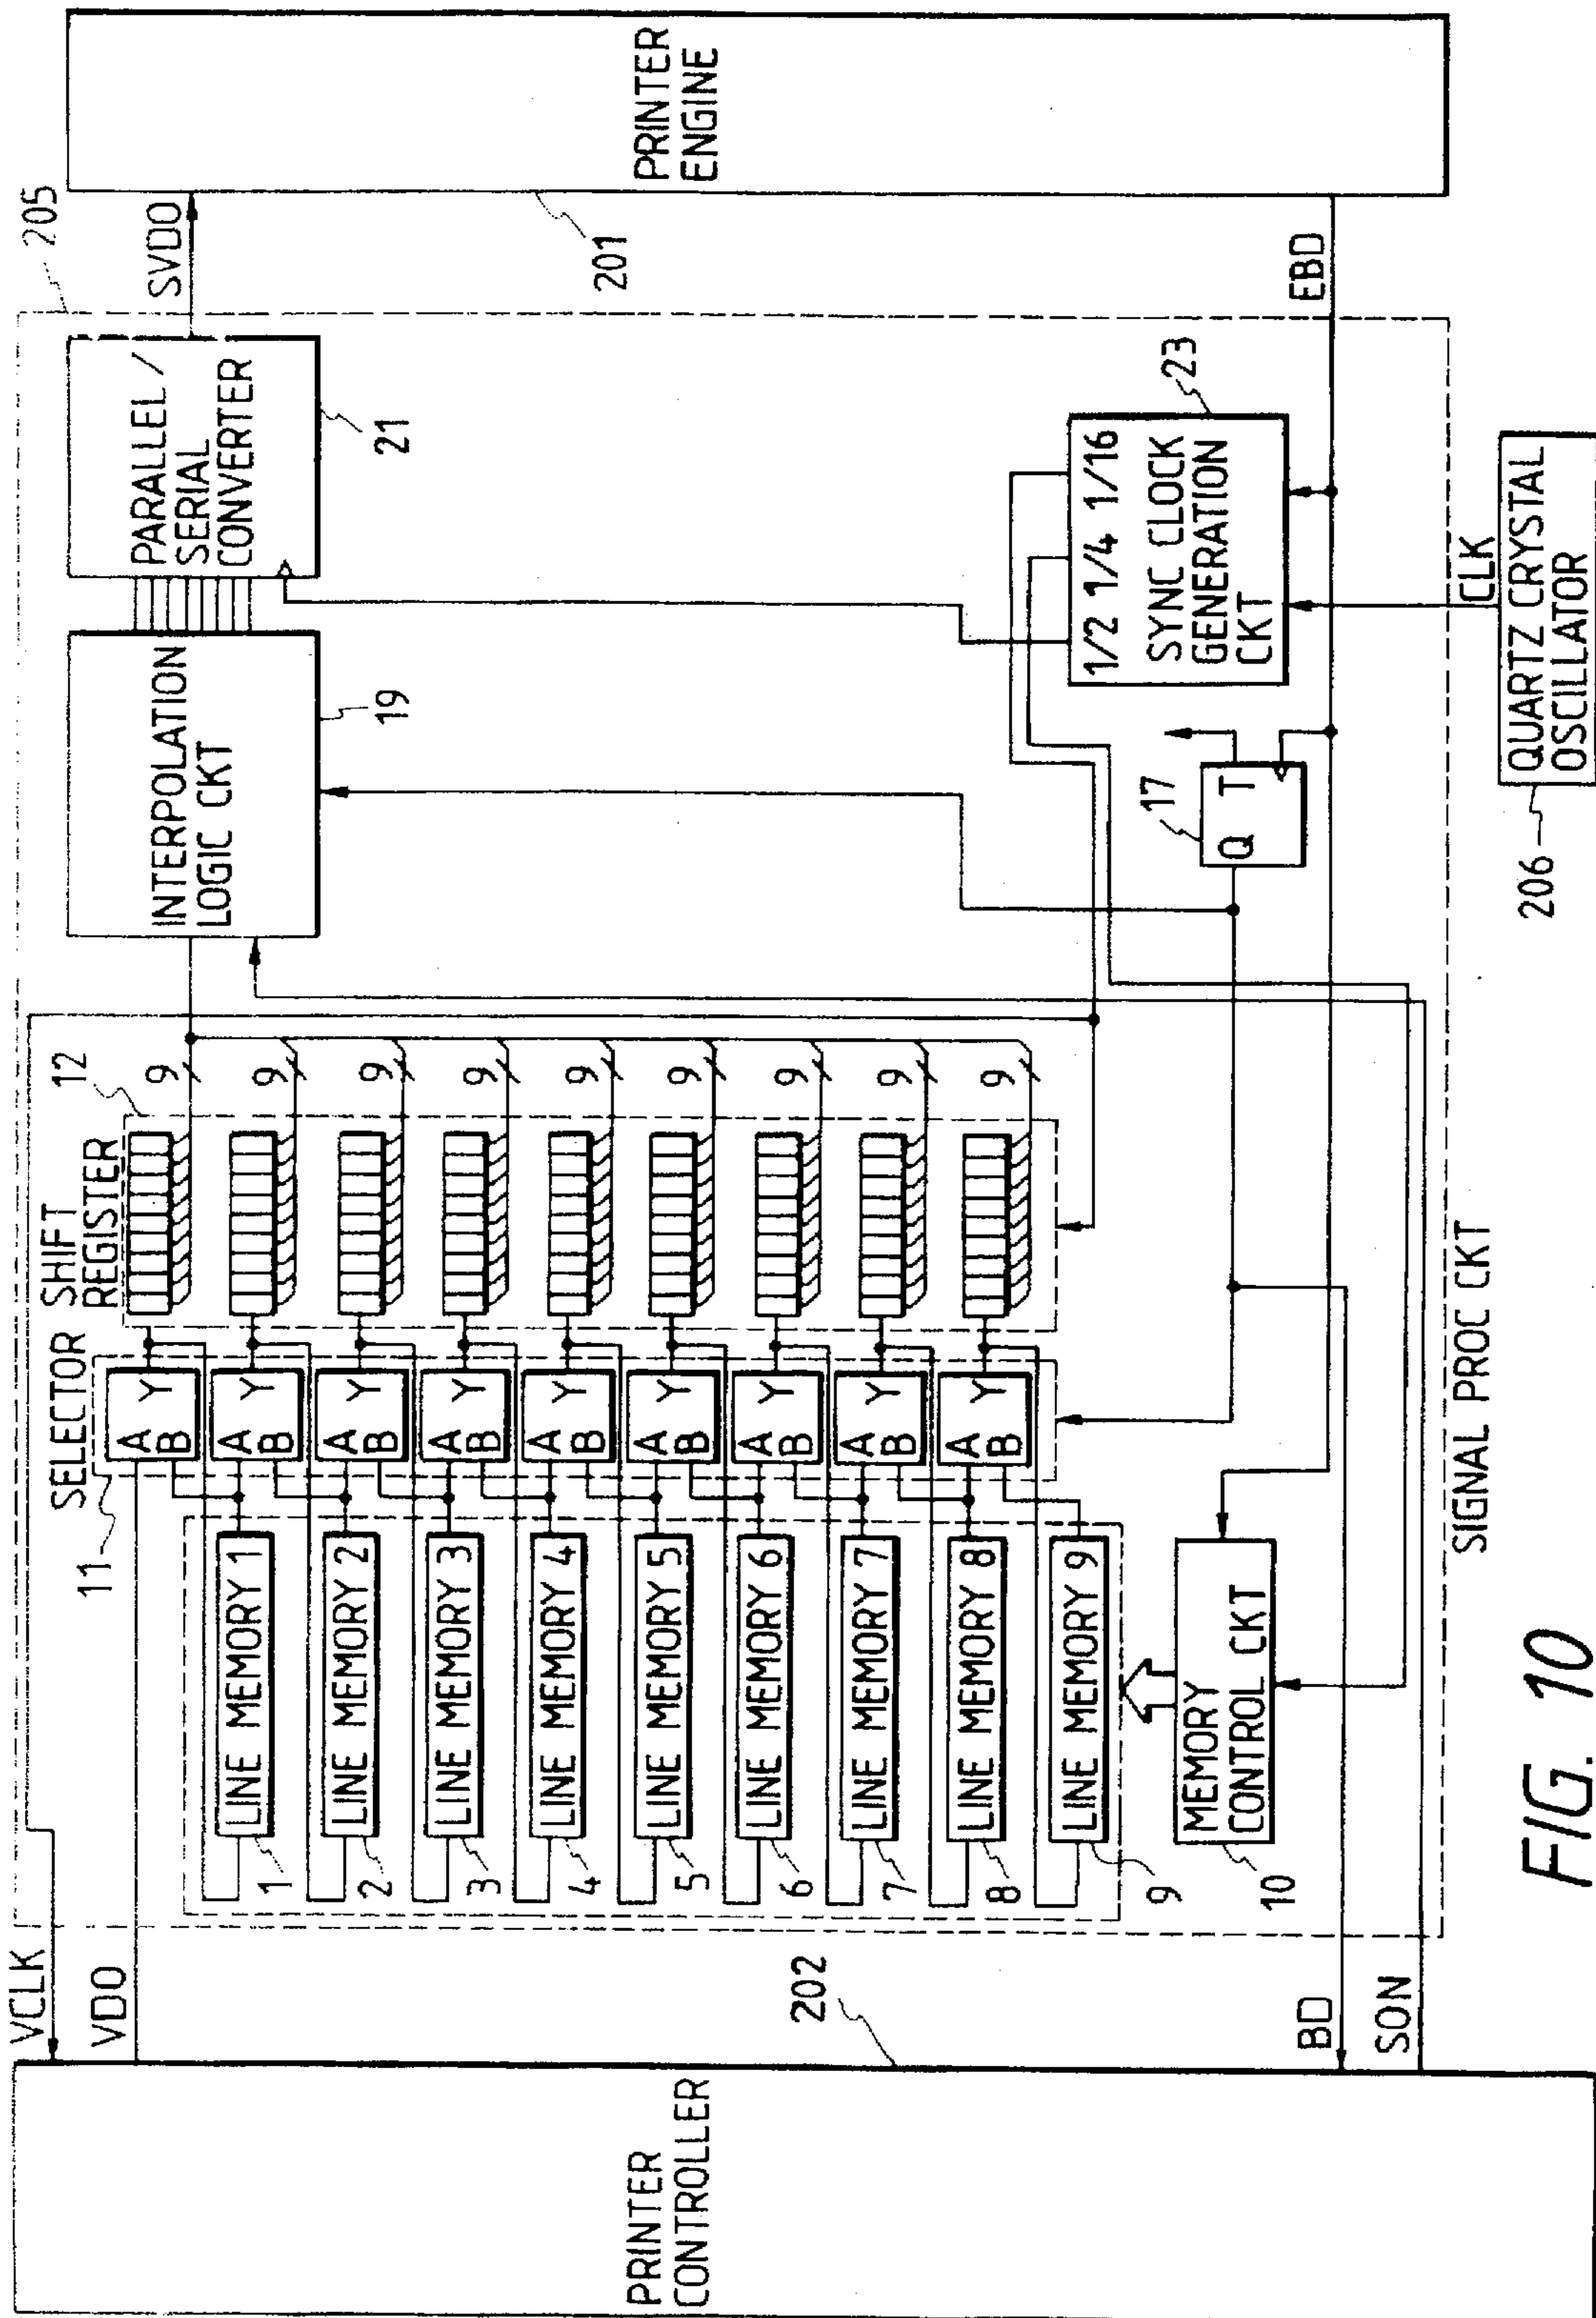 PRINTER
CONTROLLER
202
VCLK
VDO
BD
SON
205
SIGNAL PROC CKT
11
SELECTOR
SHIFT
REGISTER
12
LINE MEMORY 1
LINE MEMORY 2
LINE MEMORY 3
LINE MEMORY 4
LINE MEMORY 5
LINE MEMORY 6
LINE MEMORY 7
LINE MEMORY 8
LINE MEMORY 9
1
2
3
4
5
6
7
8
9
MEMORY
CONTROL CKT
10
A Y
B
A Y
B
A Y
B
A Y
B
A Y
B
A Y
B
A Y
B
A Y
B
A Y
B
9
9
9
9
9
9
9
9
9
INTERPOLATION
LOGIC CKT
19
PARALLEL /
SERIAL
CONVERTER
21
SVDO
17
Q T
1/2 1/4 1/16
SYNC CLOCK
GENERATION
CKT
23
EBD
CLK
QUARTZ CRYSTAL
OSCILLATOR
206
PRINTER
ENGINE
201
FIG. 10